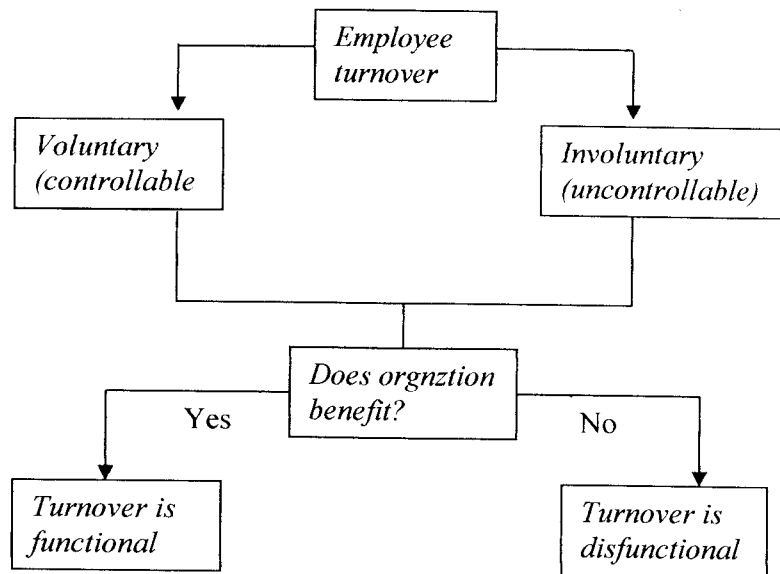 Employee
turnover
Voluntary
(controllable
Involuntary
(uncontrollable)
Does orgnztion
benefit?
Yes
No
Turnover is
functional
Turnover is
disfunctional